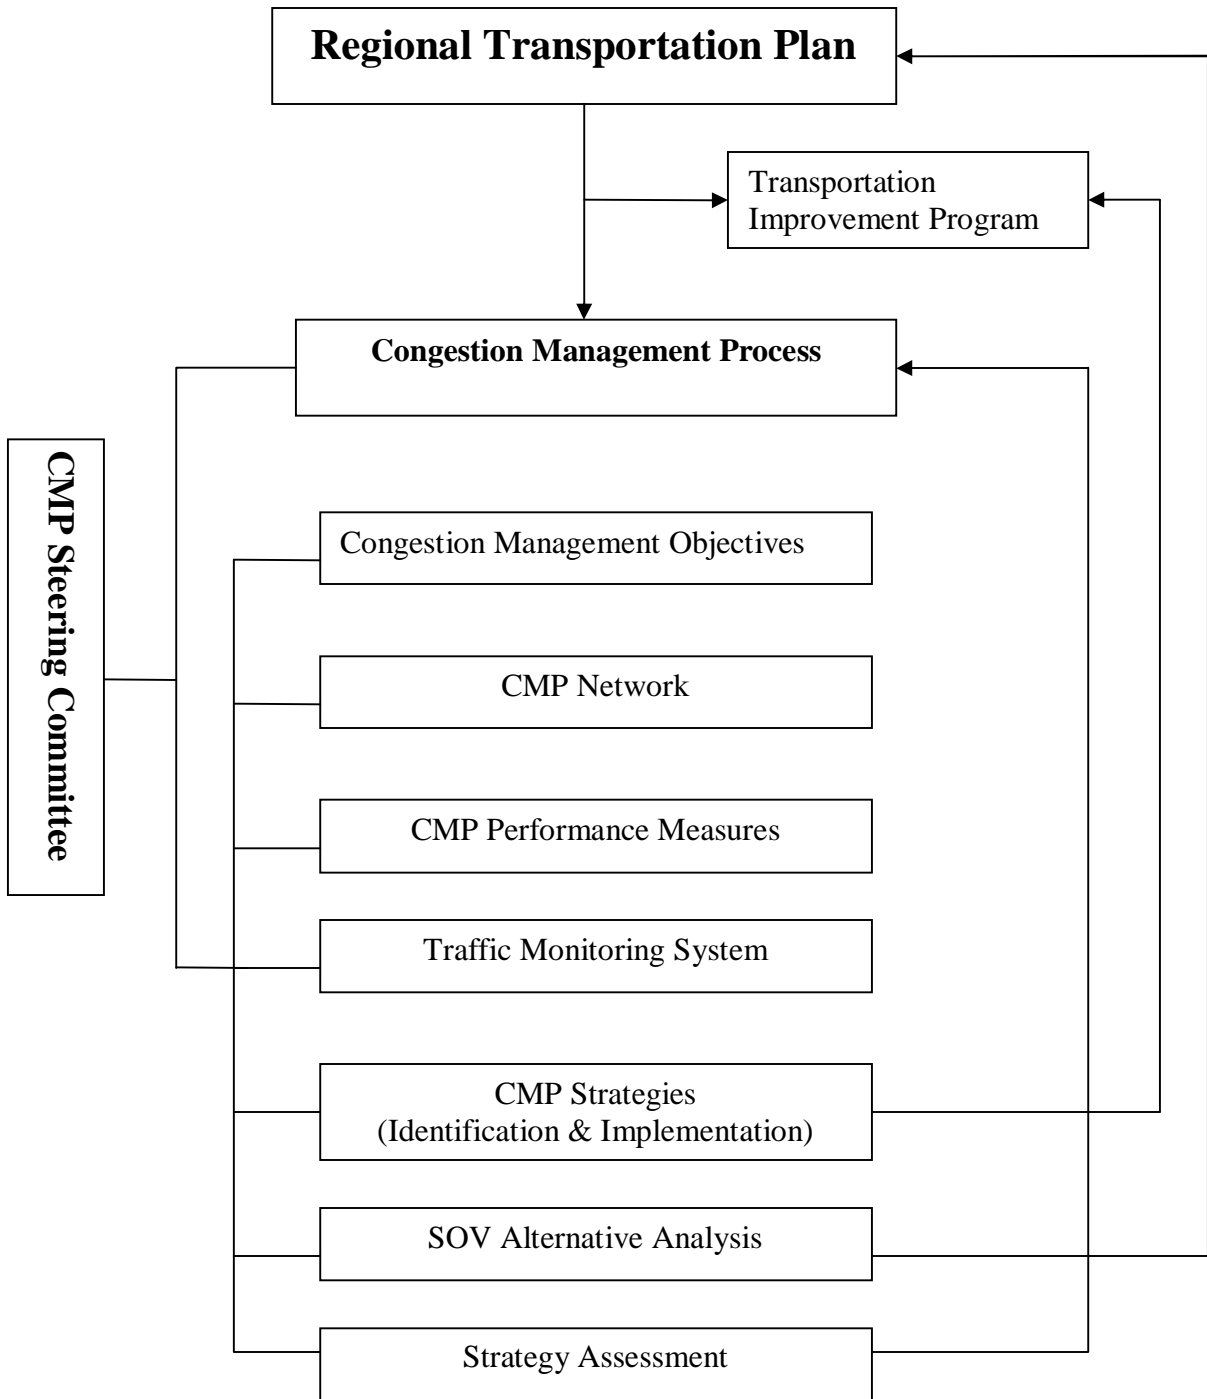 Regional Transportation Plan
Transportation
Improvement Program
Congestion Management Process
CMP Steering Committee
Congestion Management Objectives
CMP Network
CMP Performance Measures
Traffic Monitoring System
CMP Strategies
(Identification & Implementation)
SOV Alternative Analysis
Strategy Assessment